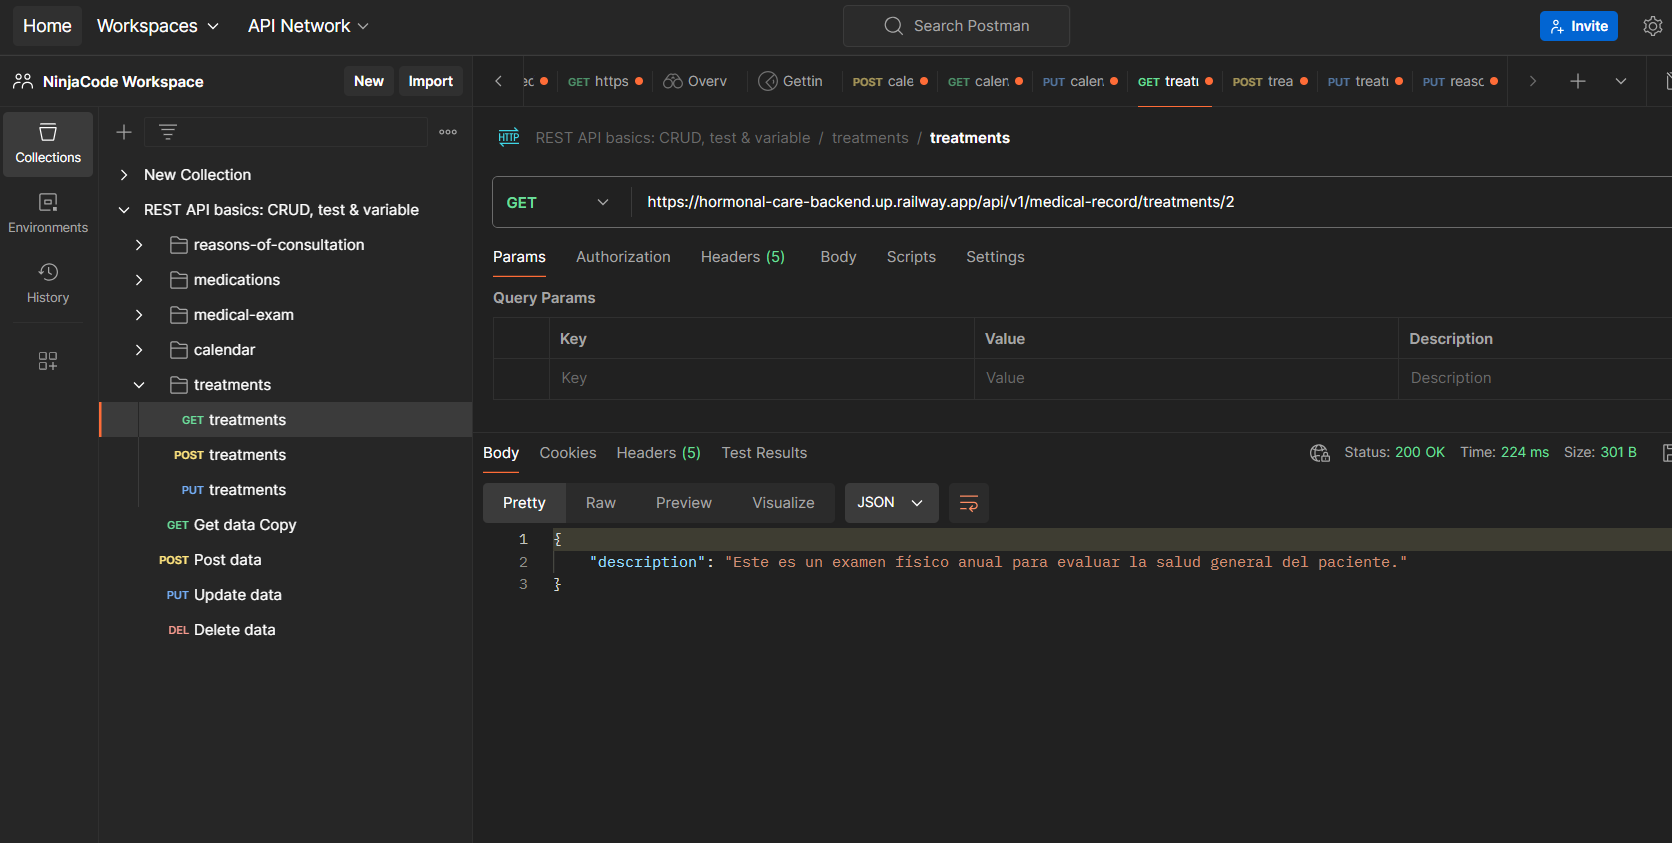 Home Workspaces API Network Search Postman Invite
NinjaCode Workspace New Import GET https Overv Gettin POST cale GET calen PUT calen GET treatı POST trea PUT treatı PUT reasc
Collections
Environments
History
New Collection
REST API basics: CRUD, test & variable
reasons-of-consultation
medications
medical-exam
calendar
treatments
GET treatments
POST treatments
PUT treatments
GET Get data Copy
POST Post data
PUT Update data
DEL Delete data
HTTP REST API basics: CRUD, test & variable / treatments / treatments
GET https://hormonal-care-backend.up.railway.app/api/v1/medical-record/treatments/2
Params Authorization Headers (5) Body Scripts Settings
Query Params
Key Value Description
Key Value Description
Body Cookies Headers (5) Test Results Status: 200 OK Time: 224 ms Size: 301 B
Pretty Raw Preview Visualize JSON
1 {
2 "description": "Este es un examen físico anual para evaluar la salud general del paciente."
3 }